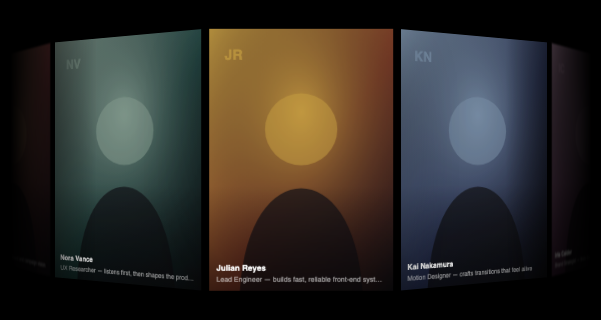 NV
Nora Vance
UX Researcher — listens first, then shapes the prod...
JR
Julian Reyes
Lead Engineer — builds fast, reliable front-end syst...
KN
Kai Nakamura
Motion Designer — crafts transitions that feel alive